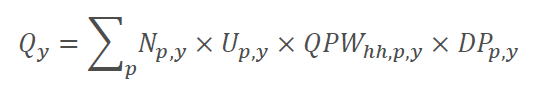 Q_y = ∑_p N_{p,y} × U_{p,y} × QPW_{hh,p,y} × DP_{p,y}